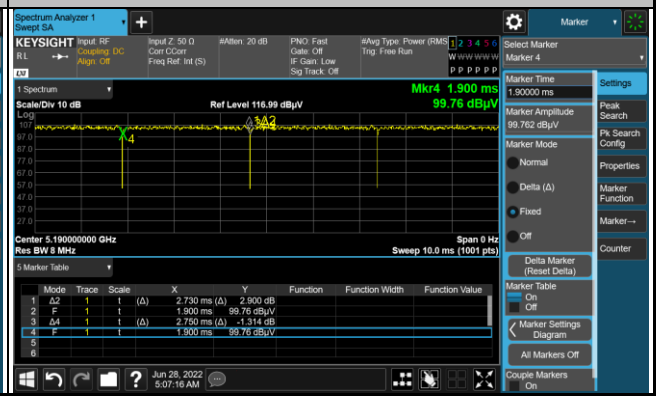 Spectrum Analyzer 1
Swept SA
Marker
KEYSIGHT Input: RF Input Z: 50 Ω #Atten: 20 dB PNO: Fast #Avg Type: Power (RMS 1 2 3 4 5 6
RL Coupling: DC Corr CCorr Gate: Off Trig: Free Run
Align: Off Freq Ref: Int (S) IF Gain: Low W W W W W W
Sig Track: Off P P P P P P
LXI
Select Marker
Marker 4
1 Spectrum
Mkr4 1.900 ms
Scale/Div 10 dB Ref Level 116.99 dBµV 99.76 dBµV
Log
107
97.0
87.0
77.0
67.0
57.0
47.0
37.0
27.0
4
3Δ2
Center 5.190000000 GHz Span 0 Hz
Res BW 8 MHz Sweep 10.0 ms (1001 pts)
5 Marker Table
Mode Trace Scale X Y Function Function Width Function Value
1 Δ2 1 t (Δ) 2.730 ms (Δ) 2.900 dB
2 F 1 t 1.900 ms 99.76 dBµV
3 Δ4 1 t (Δ) 2.750 ms (Δ) -1.314 dB
4 F 1 t 1.900 ms 99.76 dBµV
5
6
Jun 28, 2022
5:07:16 AM
Marker Time
1.90000 ms
Marker Amplitude
99.762 dBµV
Marker Mode
Normal
Delta (Δ)
Fixed
Off
Delta Marker
(Reset Delta)
Marker Table
On
Off
Marker Settings
Diagram
All Markers Off
Couple Markers
On
Settings
Peak
Search
Pk Search
Config
Properties
Marker
Function
Marker→
Counter